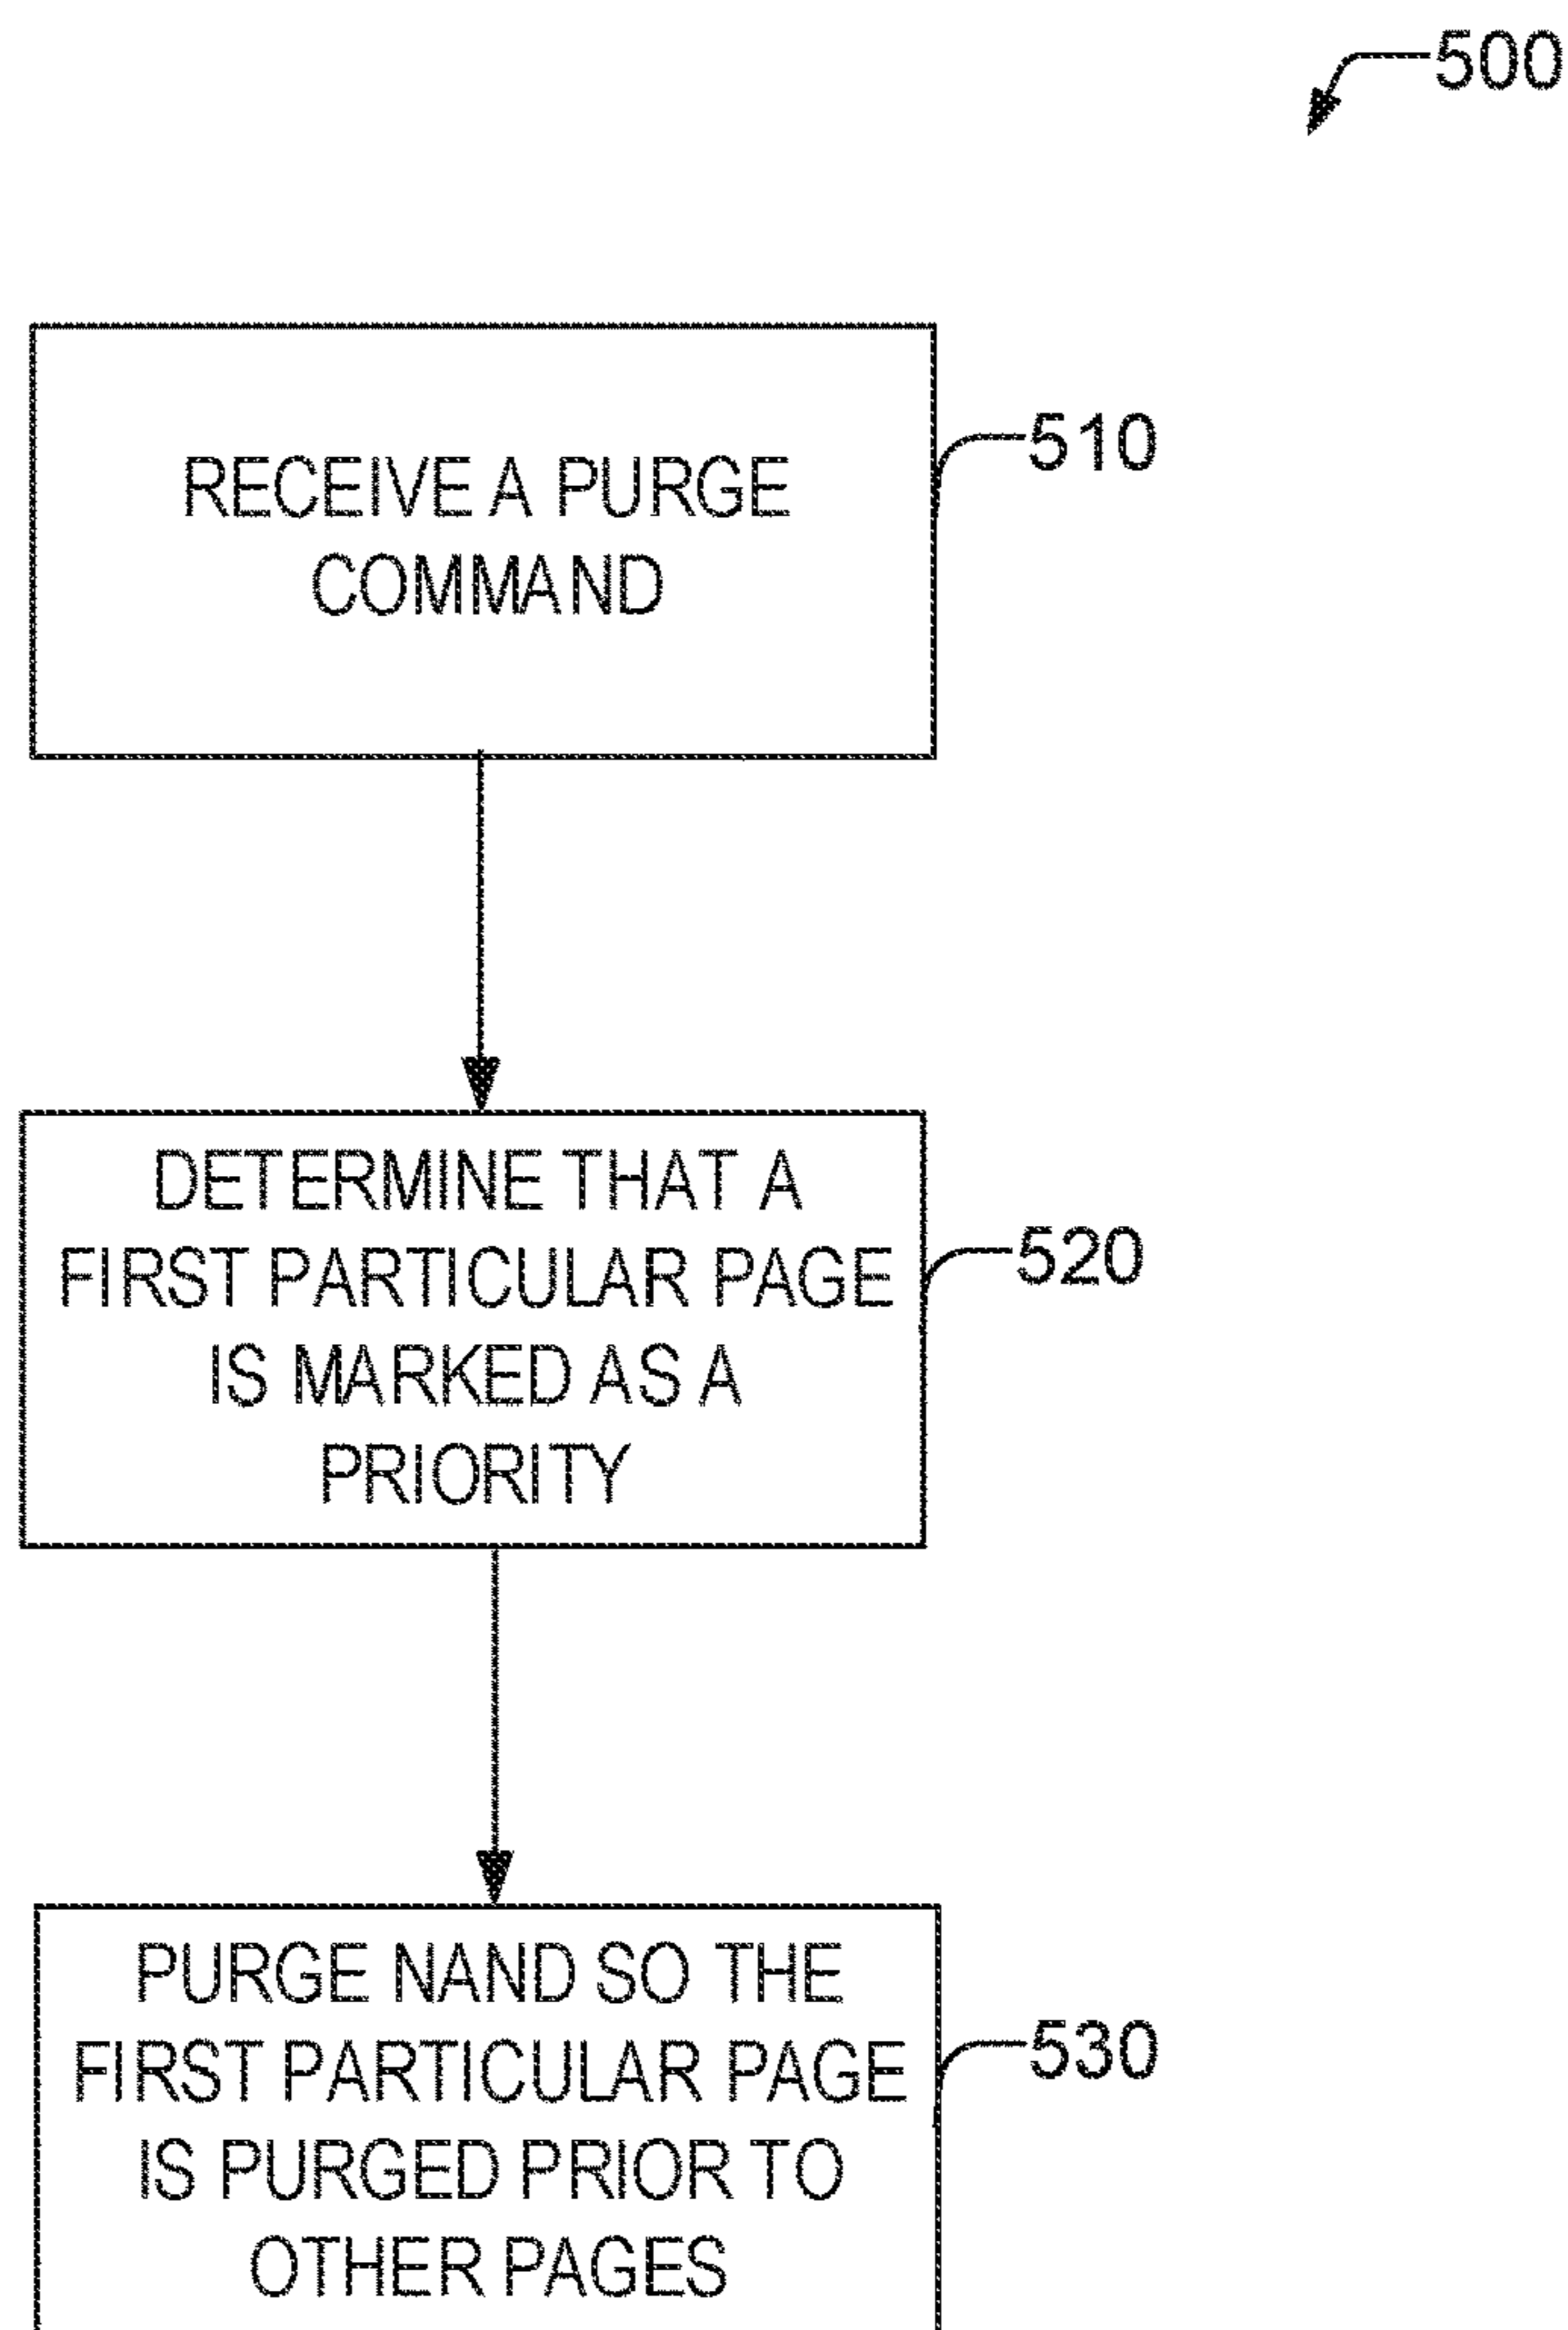 500
RECEIVE A PURGE
COMMAND
510
DETERMINE THAT A
FIRST PARTICULAR PAGE
IS MARKED AS A
PRIORITY
520
PURGE NAND SO THE
FIRST PARTICULAR PAGE
IS PURGED PRIOR TO
OTHER PAGES
530